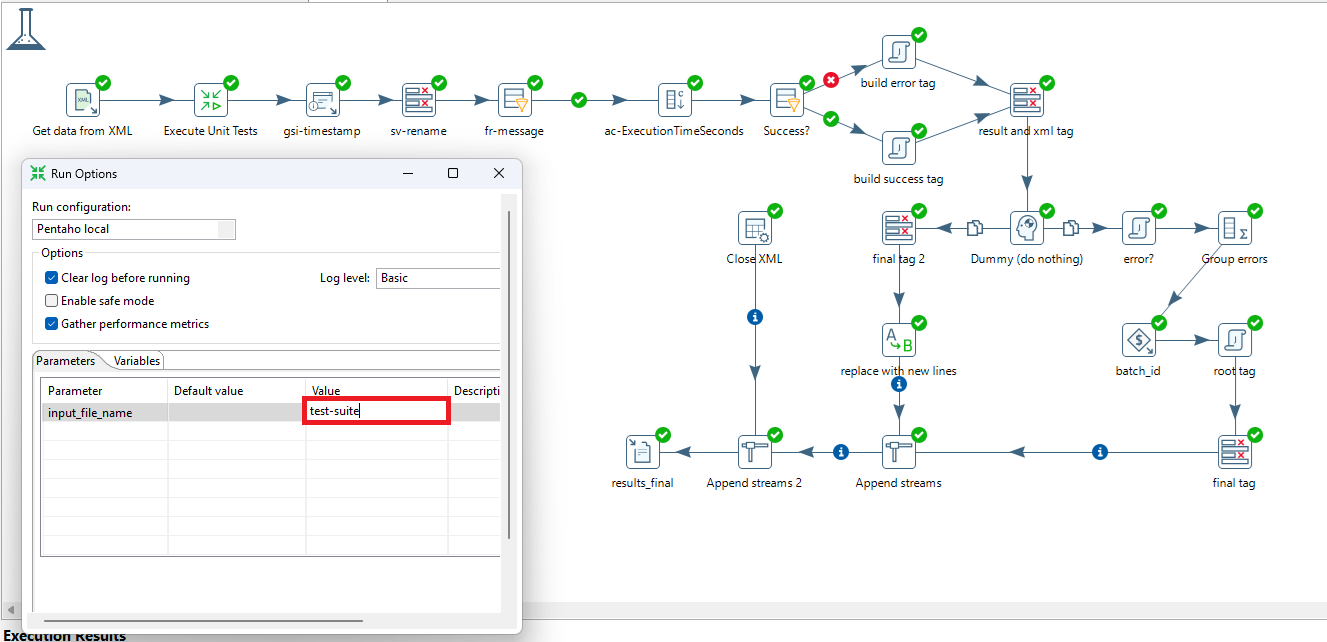 build error tag
Get data from XML
Execute Unit Tests
gsi-timestamp
sv-rename
fr-message
ac-ExecutionTimeSeconds
Success?
result and xml tag
build success tag
Run Options
Run configuration:
Pentaho local
Options
Clear log before running
Log level:
Basic
Enable safe mode
Gather performance metrics
Parameters
Variables
Parameter
Default value
Value
Descripti
input_file_name
test-suite
Close XML
final tag 2
Dummy (do nothing)
error?
Group errors
replace with new lines
batch_id
root tag
results_final
Append streams 2
Append streams
final tag
Execution Results